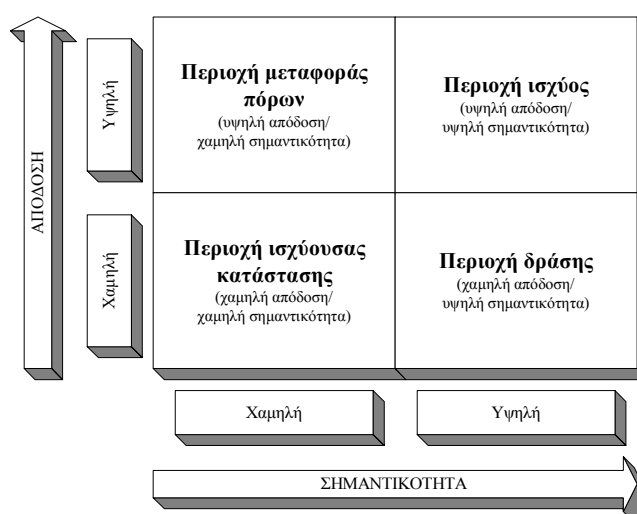 ΑΠΟΔΟΣΗ
Υψηλή
Περιοχή μεταφοράς
πόρων
(υψηλή απόδοση/
χαμηλή σημαντικότητα)
Περιοχή ισχύος
(υψηλή απόδοση/
υψηλή σημαντικότητα)
Χαμηλή
Περιοχή ισχύουσας
κατάστασης
(χαμηλή απόδοση/
χαμηλή σημαντικότητα)
Περιοχή δράσης
(χαμηλή απόδοση/
υψηλή σημαντικότητα)
Χαμηλή
Υψηλή
ΣΗΜΑΝΤΙΚΟΤΗΤΑ